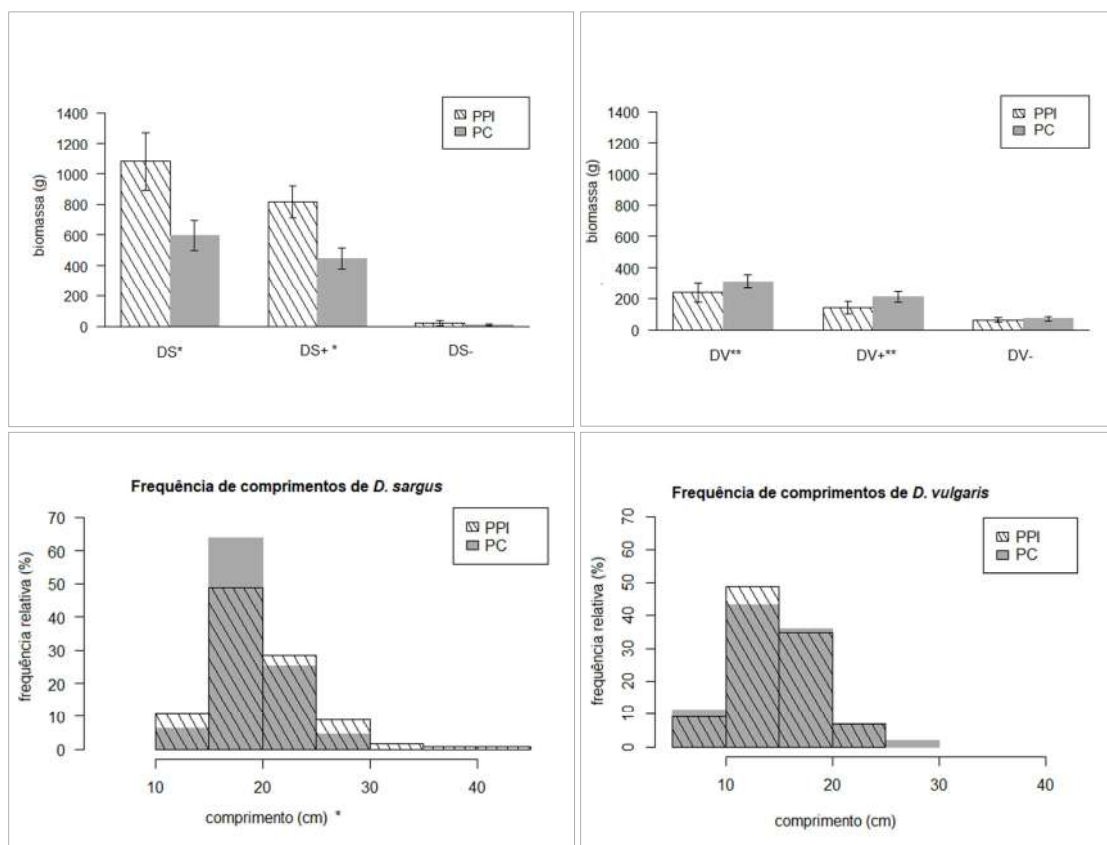 PPI
PC
1400
1200
1000
800
600
400
200
0
biomassa (g)
DS*
DS+ *
DS-
PPI
PC
1400
1200
1000
800
600
400
200
0
biomassa (g)
DV**
DV+**
DV-
Frequência de comprimentos de D. sargus
PPI
PC
70
60
50
40
30
20
10
0
frequência relativa (%)
10 20 30 40
comprimento (cm) *
Frequência de comprimentos de D. vulgaris
PPI
PC
70
60
50
40
30
20
10
0
frequência relativa (%)
10 20 30 40
comprimento (cm)